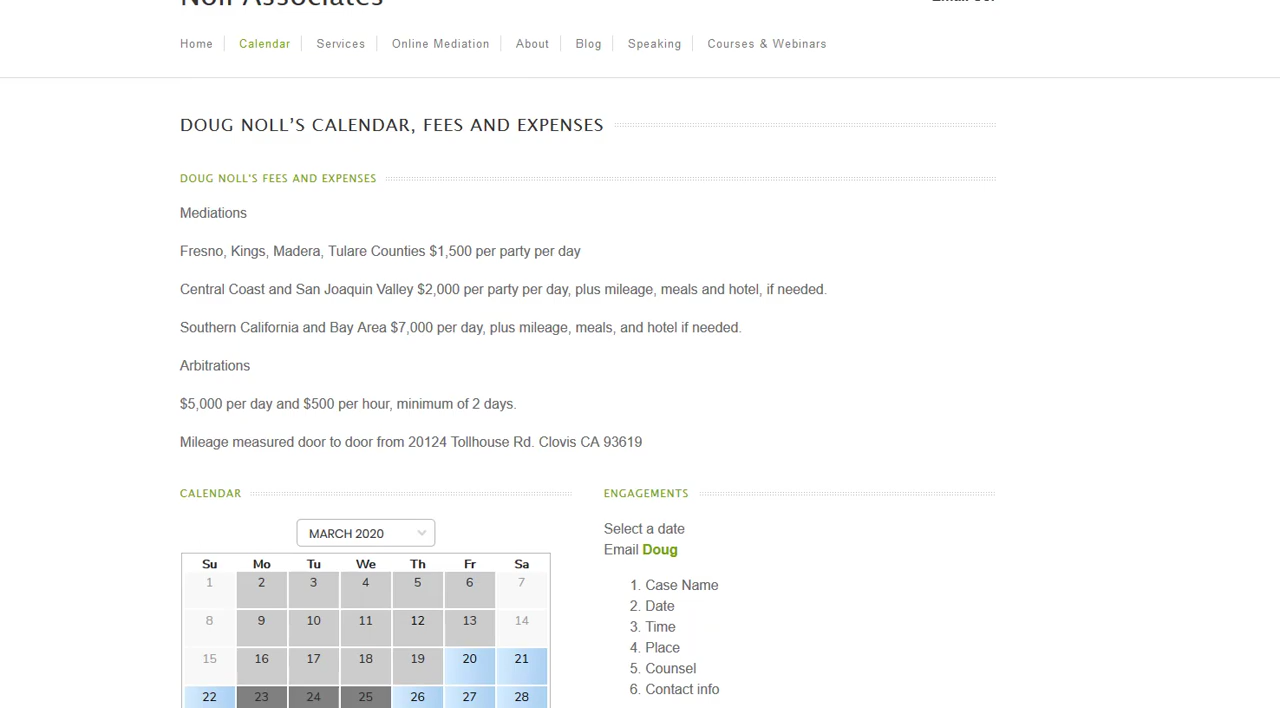 Noll Associates
Home
Calendar
Services
Online Mediation
About
Blog
Speaking
Courses & Webinars
DOUG NOLL’S CALENDAR, FEES AND EXPENSES
DOUG NOLL'S FEES AND EXPENSES
Mediations
Fresno, Kings, Madera, Tulare Counties $1,500 per party per day
Central Coast and San Joaquin Valley $2,000 per party per day, plus mileage, meals and hotel, if needed.
Southern California and Bay Area $7,000 per day, plus mileage, meals, and hotel if needed.
Arbitrations
$5,000 per day and $500 per hour, minimum of 2 days.
Mileage measured door to door from 20124 Tollhouse Rd. Clovis CA 93619
CALENDAR
MARCH 2020
Su Mo Tu We Th Fr Sa
1 2 3 4 5 6 7
8 9 10 11 12 13 14
15 16 17 18 19 20 21
22 23 24 25 26 27 28
ENGAGEMENTS
Select a date
Email Doug
1. Case Name
2. Date
3. Time
4. Place
5. Counsel
6. Contact info